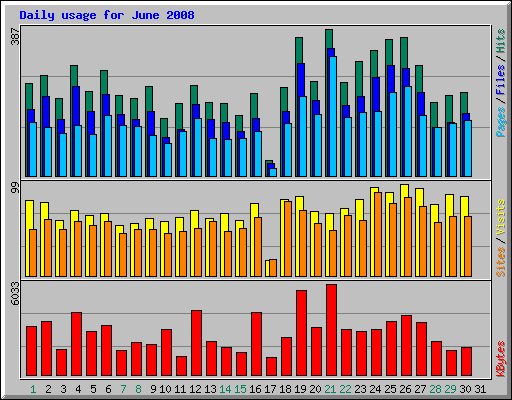 Daily usage for June 2008
387
Pages/Files/Hits
99
Sites/Visits
6033
KBytes
1 2 3 4 5 6 7 8 9 10 11 12 13 14 15 16 17 18 19 20 21 22 23 24 25 26 27 28 29 30 31